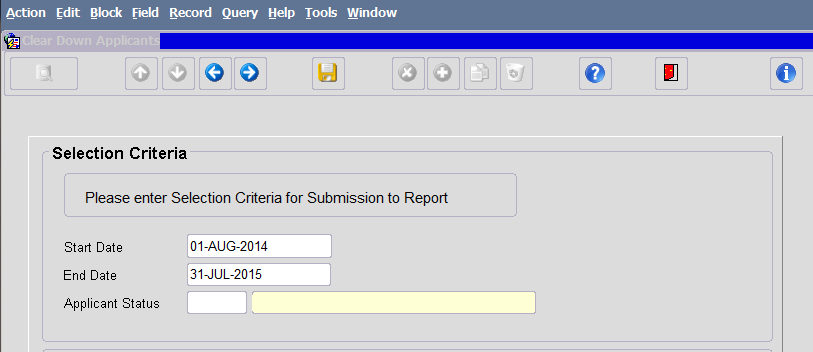 Action Edit Block Field Record Query Help Tools Window
Clear Down Applicants
Selection Criteria
Please enter Selection Criteria for Submission to Report
Start Date 01-AUG-2014
End Date 31-JUL-2015
Applicant Status